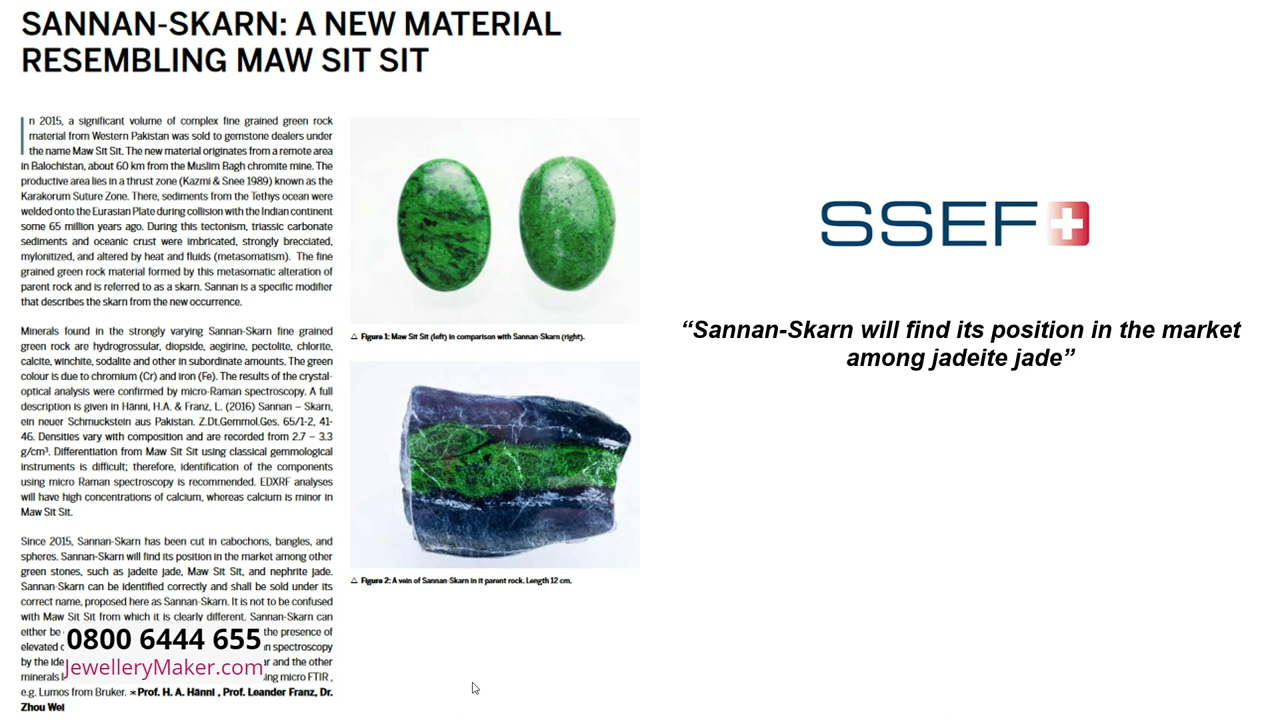 SANNAN-SKARN: A NEW MATERIAL
RESEMBLING MAW SIT SIT
In 2015, a significant volume of complex fine grained green rock
material from Western Pakistan was sold to gemstone dealers under
the name Maw Sit Sit. The new material originates from a remote area
in Balochistan, about 60 km from the Muslim Bagh chromite mine. The
productive area lies in a thrust zone (Kazmi & Snee 1989) known as the
Karakorum Suture Zone. There, sediments from the Tethys ocean were
welded onto the Eurasian Plate during collision with the Indian continent
some 65 million years ago. During this tectonism, triassic carbonate
sediments and oceanic crust were imbricated, strongly brecciated,
mylonitized, and altered by heat and fluids (metasomatism). The fine
grained green rock material formed by this metasomatic alteration of
parent rock and is referred to as a skarn. Sannan is a specific modifier
that describes the skarn from the new occurrence.
Minerals found in the strongly varying Sannan-Skarn fine grained
green rock are hydrogrossular, diopside, aegirine, pectolite, chlorite,
calcite, winchite, sodalite and other in subordinate amounts. The green
colour is due to chromium (Cr) and iron (Fe). The results of the crystal-
optical analysis were confirmed by micro-Raman spectroscopy. A full
description is given in Hänni, H.A. & Franz, L. (2016) Sannan – Skarn,
ein neuer Schmuckstein aus Pakistan. Z.Dt.Gemmol.Ges. 65/1-2, 41-
46. Densities vary with composition and are recorded from 2.7 – 3.3
g/cm³. Differentiation from Maw Sit Sit using classical gemmological
instruments is difficult; therefore, identification of the components
using micro Raman spectroscopy is recommended. EDXRF analyses
will have high concentrations of calcium, whereas calcium is minor in
Maw Sit Sit.
Since 2015, Sannan-Skarn has been cut in cabochons, bangles, and
spheres. Sannan-Skarn will find its position in the market among other
green stones, such as jadeite jade, Maw Sit Sit, and nephrite jade.
Sannan-Skarn can be identified correctly and shall be sold under its
correct name, proposed here as Sannan-Skarn. It is not to be confused
with Maw Sit Sit from which it is clearly different. Sannan-Skarn can
either be the presence of
elevated spectroscopy
by the and the other
minerals micro FTIR ,
e.g. Lumos from Bruker. ∗ Prof. H. A. Hänni , Prof. Leander Franz, Dr.
Zhou Wei
0800 6444 655
JewelleryMaker.com
△ Figure 1: Maw Sit Sit (left) in comparison with Sannan-Skarn (right).
△ Figure 2: A vein of Sannan-Skarn in it parent rock. Length 12 cm.
SSEF
“Sannan-Skarn will find its position in the market
among jadeite jade”